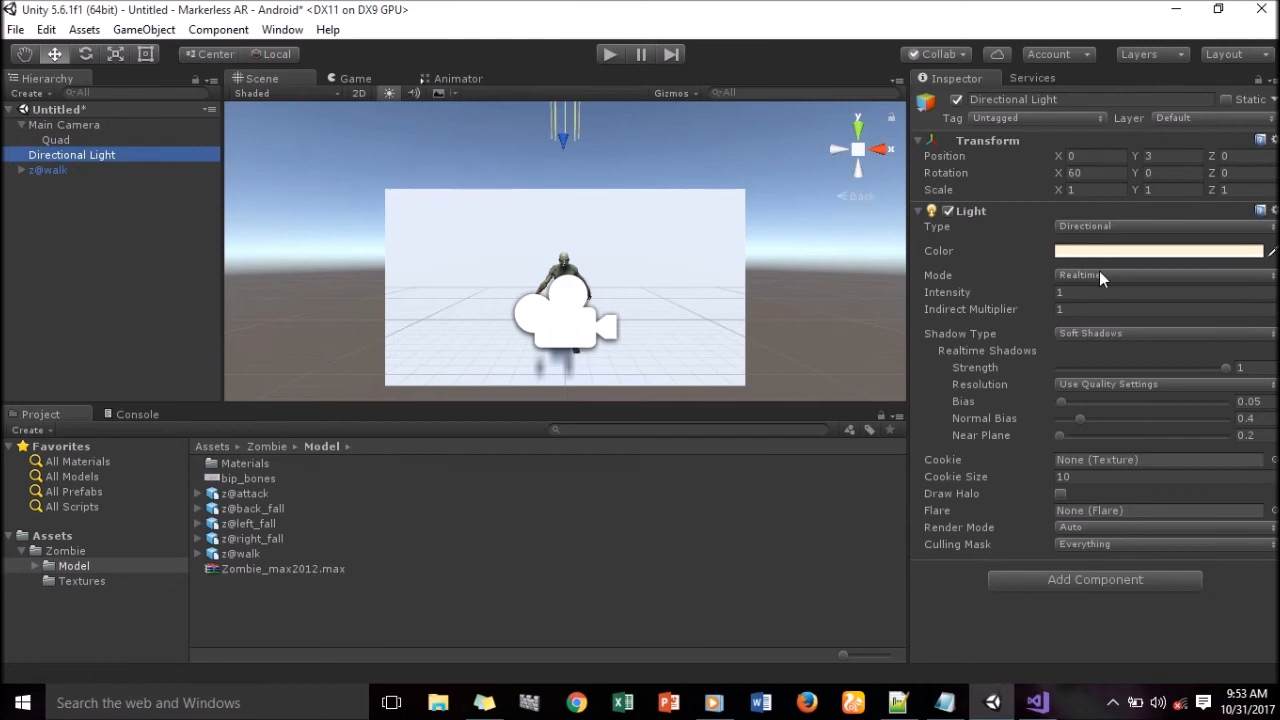 Unity 5.6.1f1 (64bit) - Untitled - Markerless AR - Android* <DX11 on DX9 GPU>
File Edit Assets GameObject Component Window Help
Center Local Collab Account Layers Layout
Hierarchy Scene Game Animator Inspector Services
Create All Shaded 2D Gizmos All
Directional Light Static
Tag Untagged Layer Default
Untitled*
Main Camera
Quad
Directional Light
z@walk
y
x
Back
Transform
Position X 0 Y 3 Z 0
Rotation X 60 Y 0 Z 0
Scale X 1 Y 1 Z 1
Light
Type Directional
Color
Mode Realtime
Intensity 1
Indirect Multiplier 1
Shadow Type Soft Shadows
Realtime Shadows
Strength 1
Resolution Use Quality Settings
Bias 0.05
Normal Bias 0.4
Near Plane 0.2
Cookie None (Texture)
Cookie Size 10
Draw Halo
Flare None (Flare)
Render Mode Auto
Culling Mask Everything
Add Component
Project Console
Create
Favorites
All Materials
All Models
All Prefabs
All Scripts
Assets
Zombie
Model
Textures
Assets Zombie Model
Materials
bip_bones
z@attack
z@back_fall
z@left_fall
z@right_fall
z@walk
Zombie_max2012.max
Search the web and Windows
9:53 AM
10/31/2017